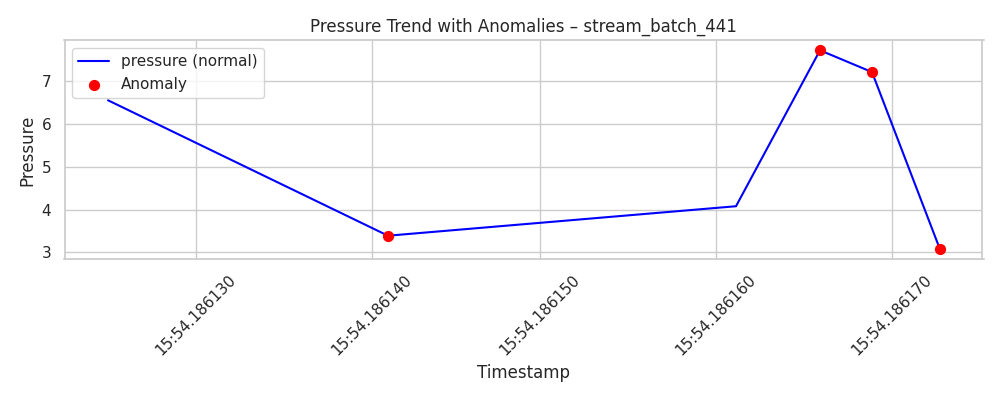 Pressure Trend with Anomalies – stream_batch_441
pressure (normal)
Anomaly
Pressure
7
6
5
4
3
15:54.186130
15:54.186140
15:54.186150
15:54.186160
15:54.186170
Timestamp